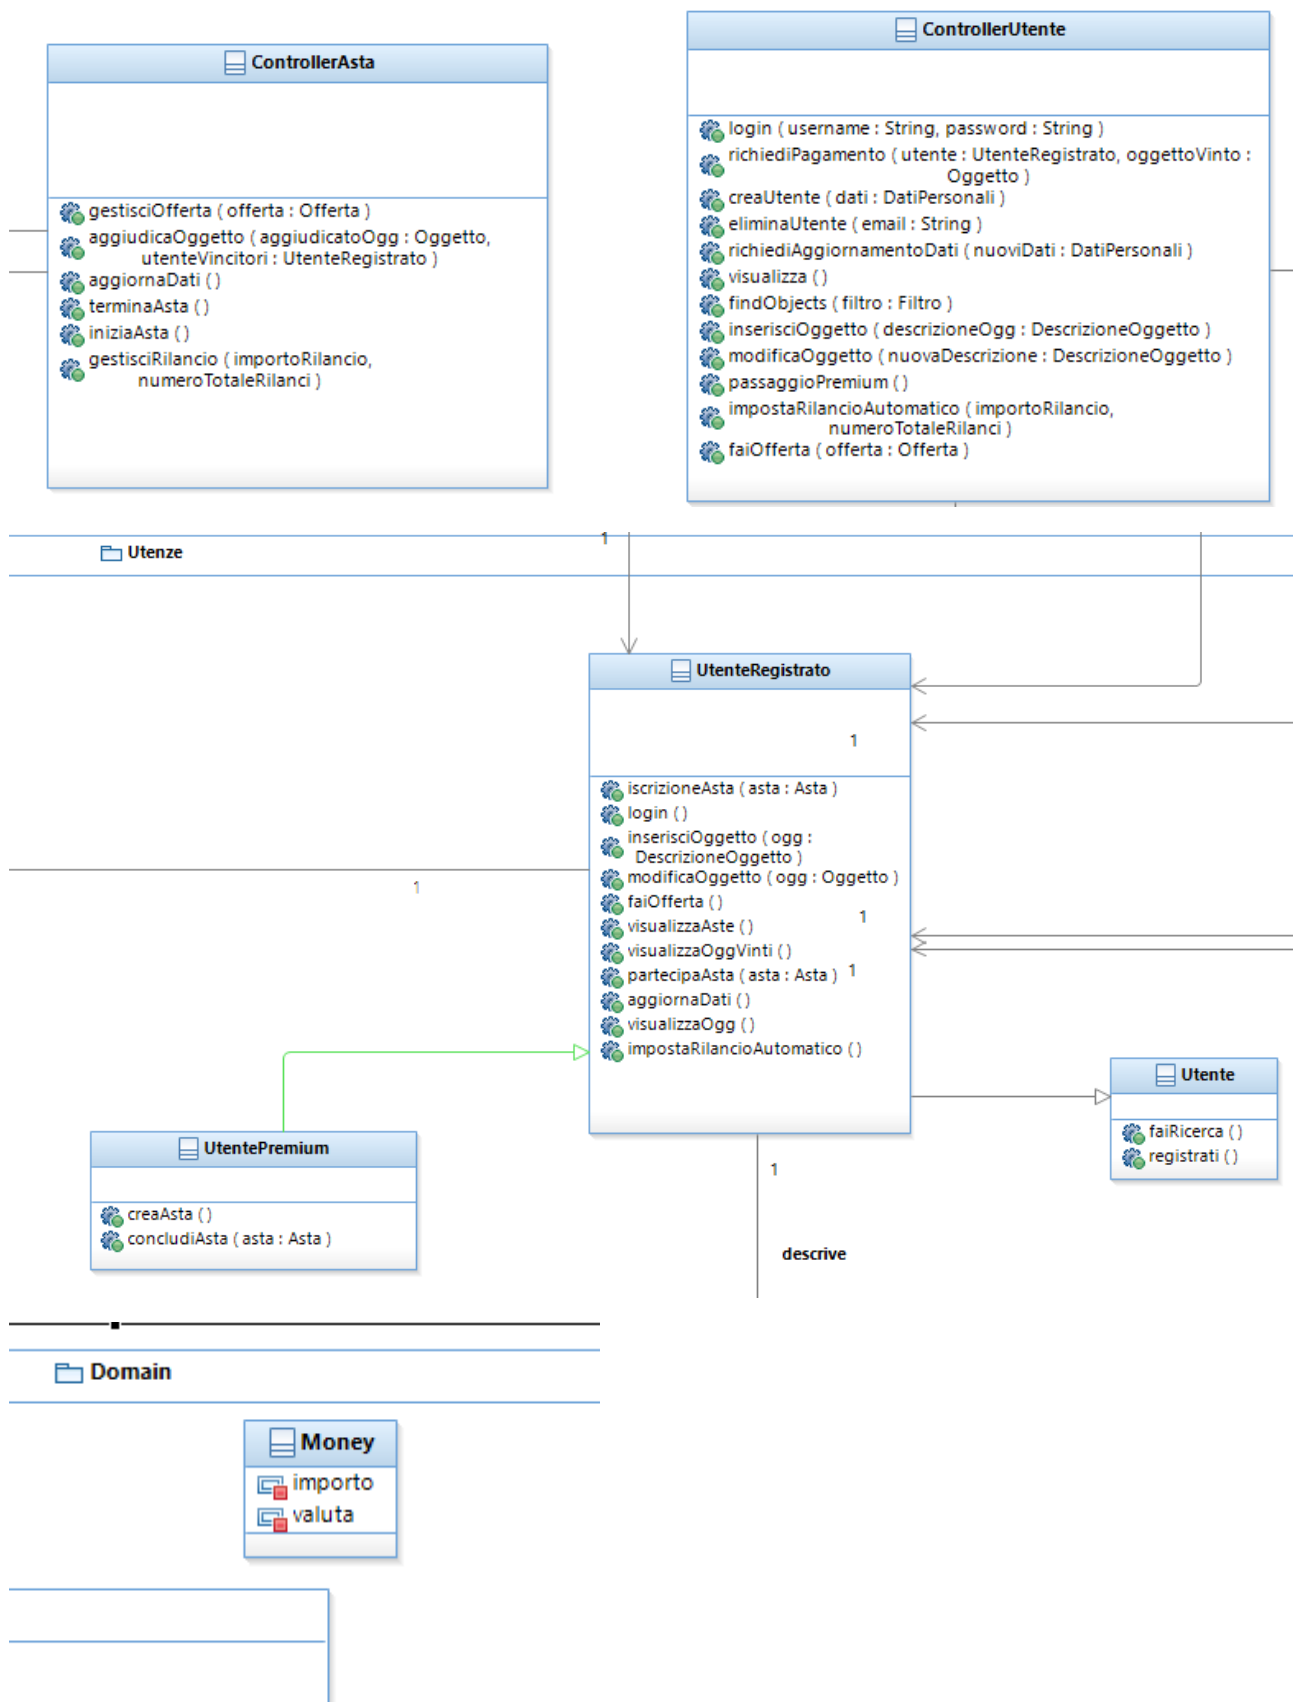 ControllerAsta
gestisciOfferta ( offerta : Offerta )
aggiudicaOggetto ( aggiudicatoOgg : Oggetto,
utenteVincitori : UtenteRegistrato )
aggiornaDati ( )
terminaAsta ( )
iniziaAsta ( )
gestisciRilancio ( importoRilancio,
numeroTotaleRilanci )
ControllerUtente
login ( username : String, password : String )
richiediPagamento ( utente : UtenteRegistrato, oggettoVinto :
Oggetto )
creaUtente ( dati : DatiPersonali )
eliminaUtente ( email : String )
richiediAggiornamentoDati ( nuoviDati : DatiPersonali )
visualizza ( )
findObjects ( filtro : Filtro )
inserisciOggetto ( descrizioneOgg : DescrizioneOggetto )
modificaOggetto ( nuovaDescrizione : DescrizioneOggetto )
passaggioPremium ( )
impostaRilancioAutomatico ( importoRilancio,
numeroTotaleRilanci )
faiOfferta ( offerta : Offerta )
Utenze
1
UtenteRegistrato
1
iscrizioneAsta ( asta : Asta )
login ( )
inserisciOggetto ( ogg :
DescrizioneOggetto )
modificaOggetto ( ogg : Oggetto )
faiOfferta ( )
visualizzaAste ( )
visualizzaOggVinti ( )
partecipaAsta ( asta : Asta )
aggiornaDati ( )
visualizzaOgg ( )
impostaRilancioAutomatico ( )
1
1
1
1
descrive
UtentePremium
creaAsta ( )
concludiAsta ( asta : Asta )
Utente
faiRicerca ( )
registrati ( )
Domain
Money
importo
valuta